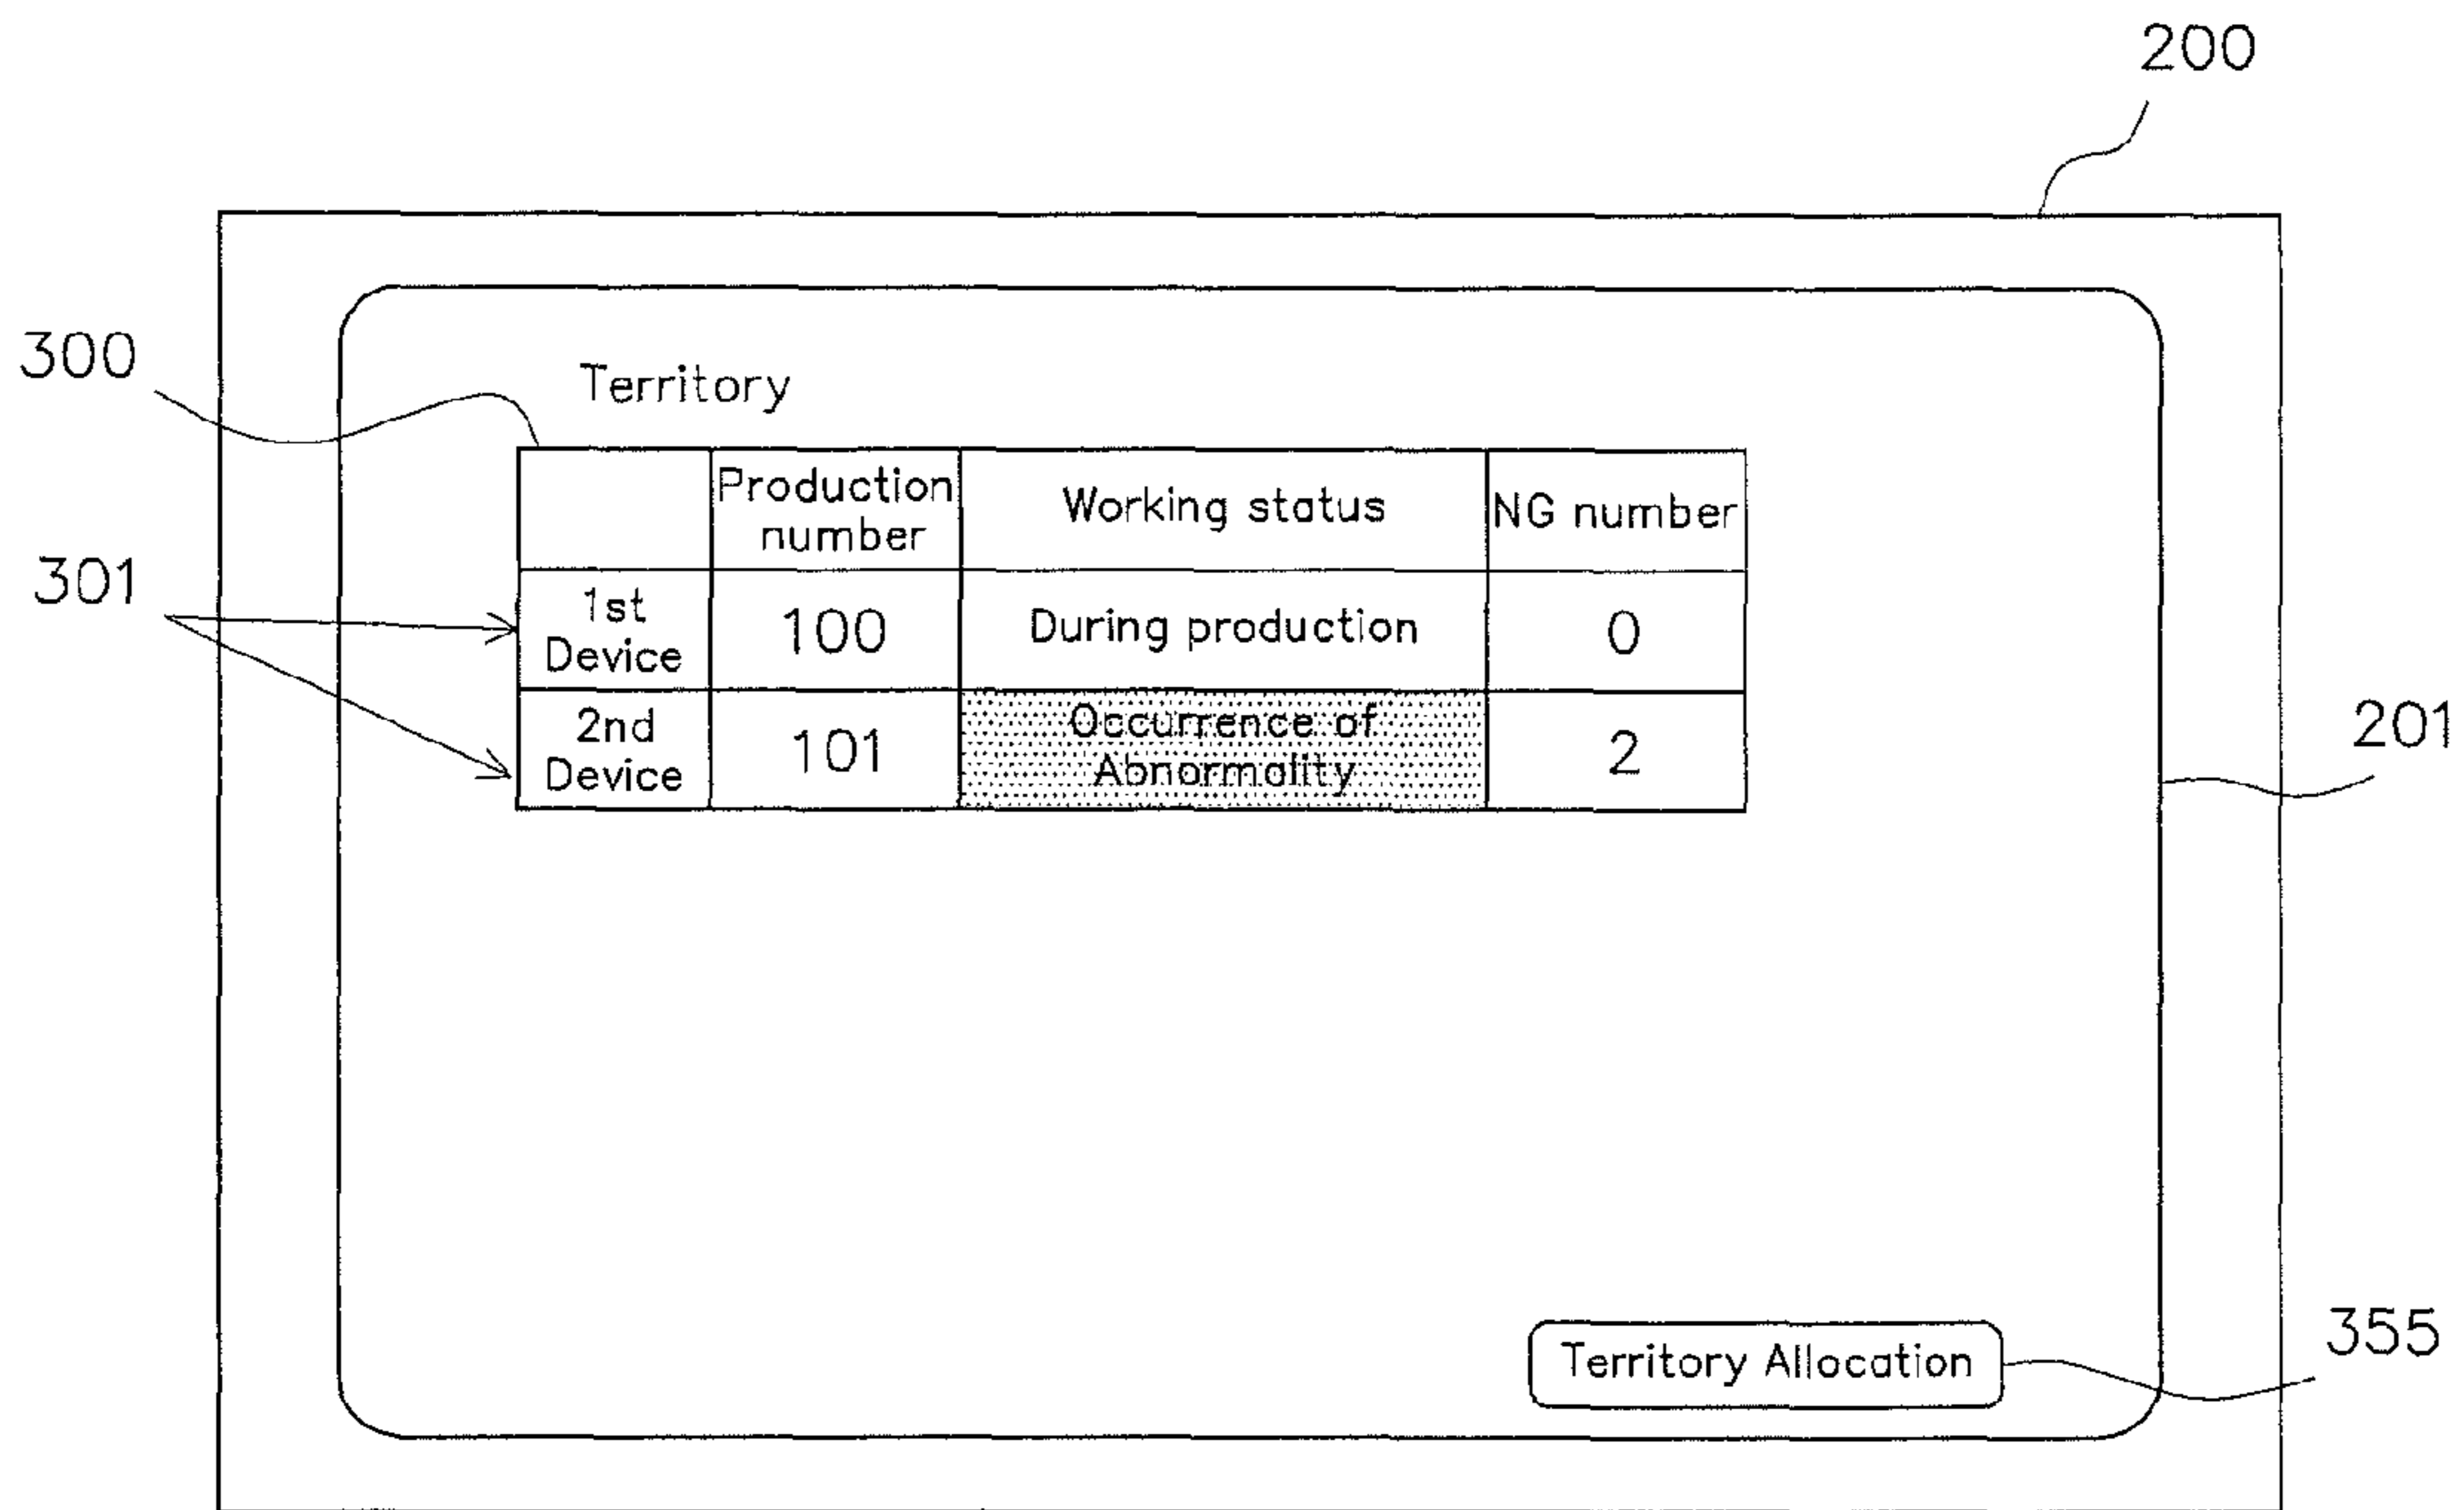 200
300
Territory
Production
number
Working status
NG number
301
1st
Device
100
During production
0
2nd
Device
101
Occurrence of
Abnormality
2
201
Territory Allocation
355